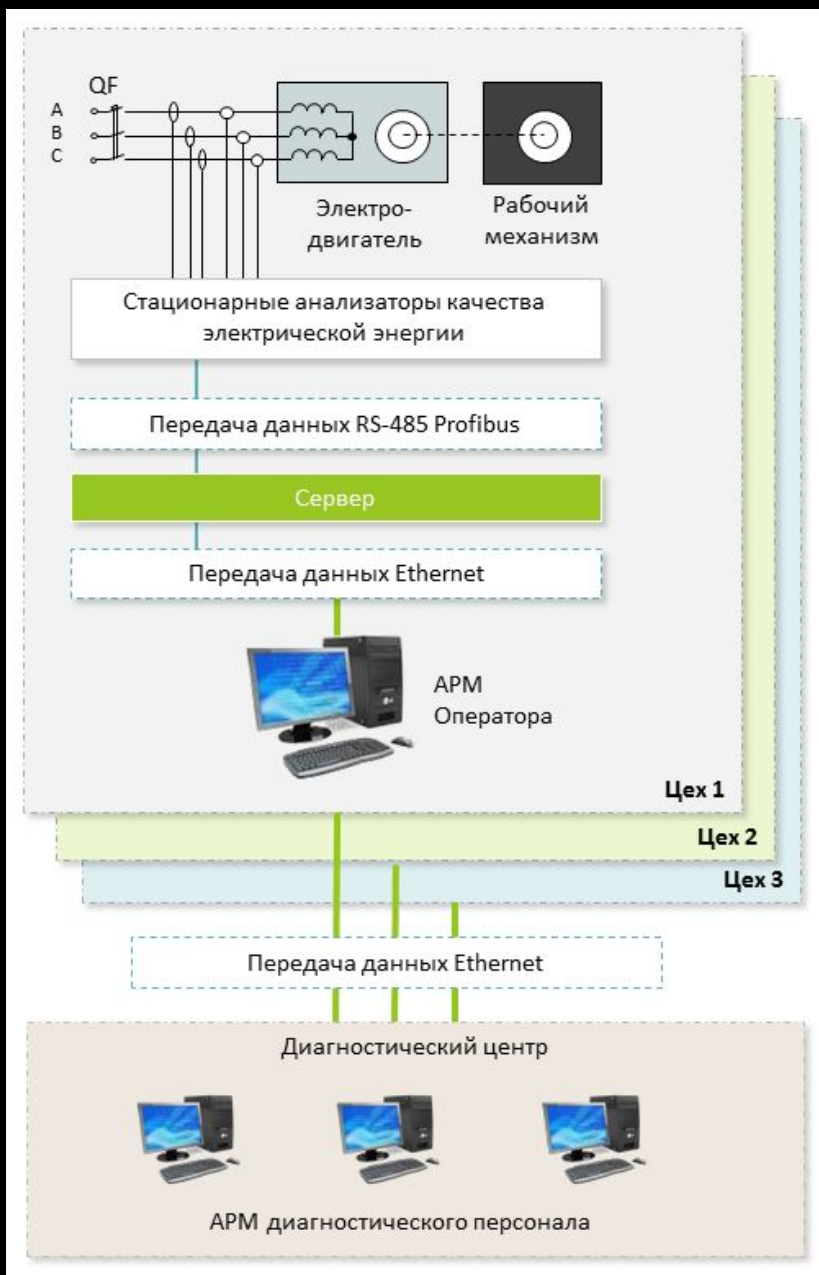 QF
A
B
C
Электро-
двигатель
Рабочий
механизм
Стационарные анализаторы качества
электрической энергии
Передача данных RS-485 Profibus
Сервер
Передача данных Ethernet
АРМ
Оператора
Цех 1
Цех 2
Цех 3
Передача данных Ethernet
Диагностический центр
АРМ диагностического персонала